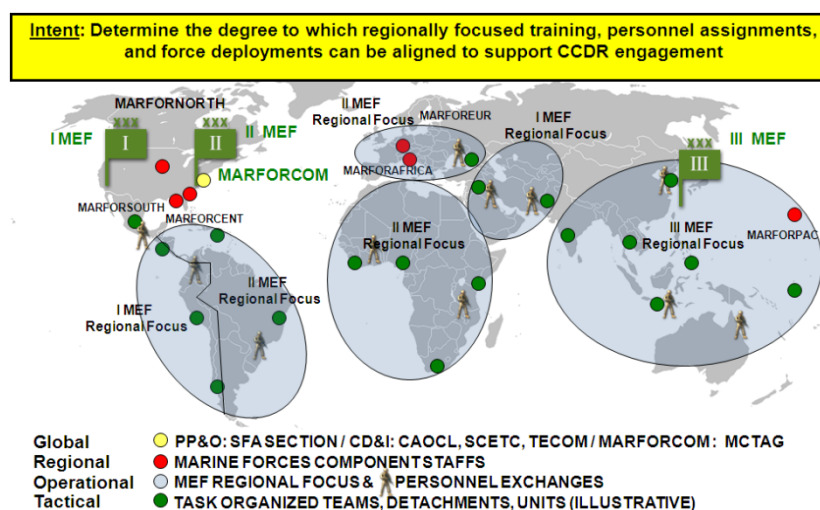 Intent: Determine the degree to which regionally focused training, personnel assignments,
and force deployments can be aligned to support CCDR engagement
MARFORNORTH
I MEF
XXX
I
XXX
II
II MEF
MARFORCOM
MARFORSOUTH
MARFORCENT
I MEF
Regional Focus
II MEF
Regional Focus
II MEF
Regional Focus
MARFOREUR
MARFORAFRICA
I MEF
Regional Focus
II MEF
Regional Focus
XXX
III
III MEF
III MEF
Regional Focus
MARFORPAC
Global PP&O: SFA SECTION / CD&I: CAOCL, SCETC, TECOM / MARFORCOM: MCTAG
Regional MARINE FORCES COMPONENT STAFFS
Operational MEF REGIONAL FOCUS & PERSONNEL EXCHANGES
Tactical TASK ORGANIZED TEAMS, DETACHMENTS, UNITS (ILLUSTRATIVE)